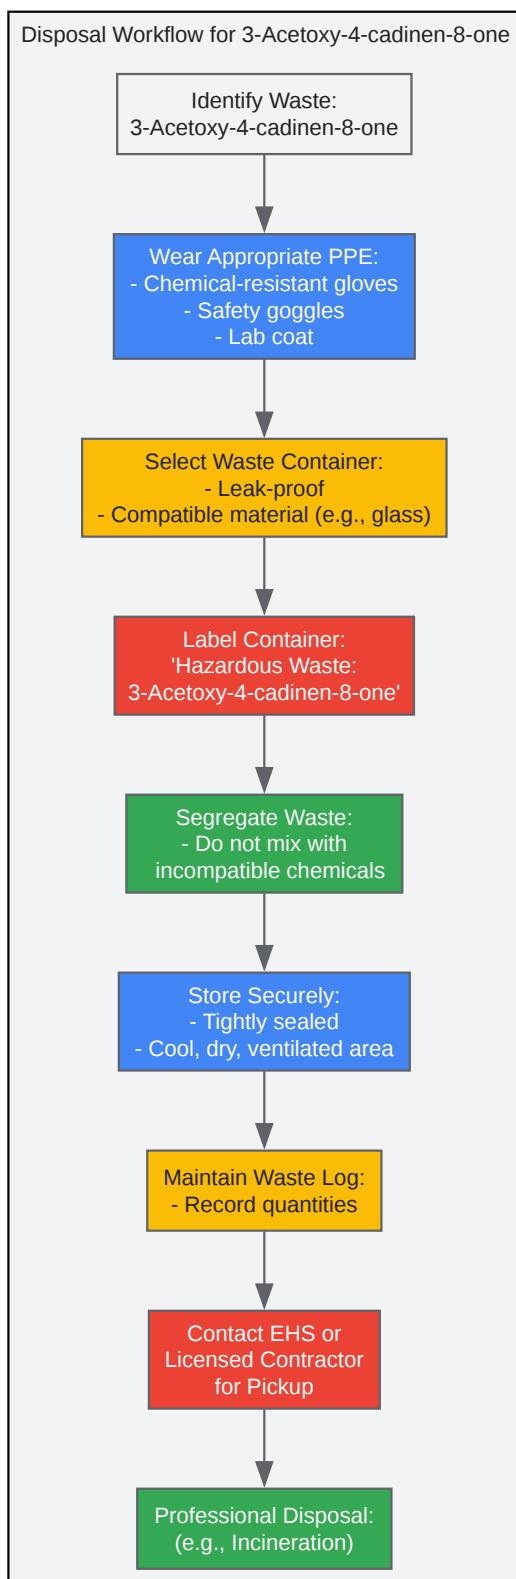 Disposal Workflow for 3-Acetoxy-4-cadinen-8-one
Identify Waste:
3-Acetoxy-4-cadinen-8-one
Wear Appropriate PPE:
- Chemical-resistant gloves
- Safety goggles
- Lab coat
Select Waste Container:
- Leak-proof
- Compatible material (e.g., glass)
Label Container:
'Hazardous Waste:
3-Acetoxy-4-cadinen-8-one'
Segregate Waste:
- Do not mix with
incompatible chemicals
Store Securely:
- Tightly sealed
- Cool, dry, ventilated area
Maintain Waste Log:
- Record quantities
Contact EHS or
Licensed Contractor
for Pickup
Professional Disposal:
(e.g., Incineration)